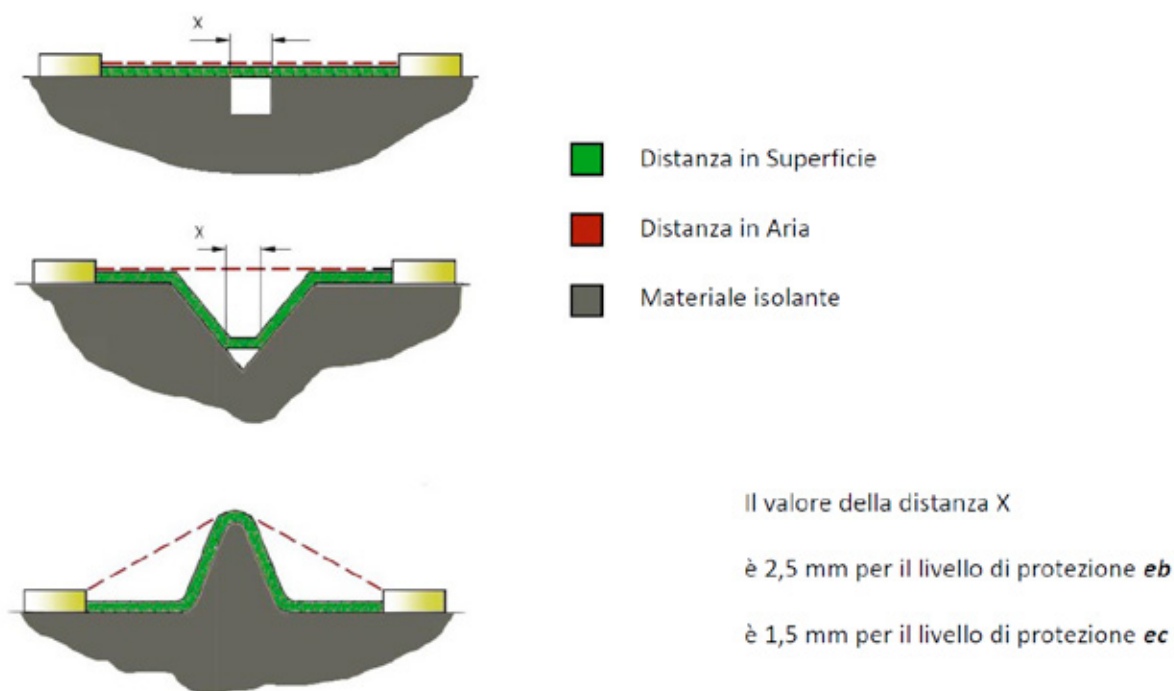 X
Distanza in Superficie
Distanza in Aria
X
Materiale isolante
Il valore della distanza X
è 2,5 mm per il livello di protezione eb
è 1,5 mm per il livello di protezione ec